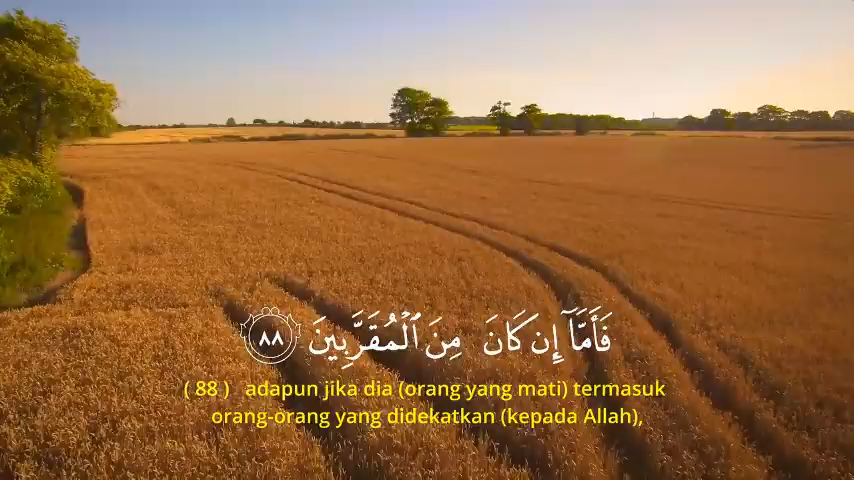 فَأَمَّآ إِن كَانَ مِنَ ٱلْمُقَرَّبِينَ ٨٨
( 88 ) adapun jika dia (orang yang mati) termasuk
orang-orang yang didekatkan (kepada Allah),